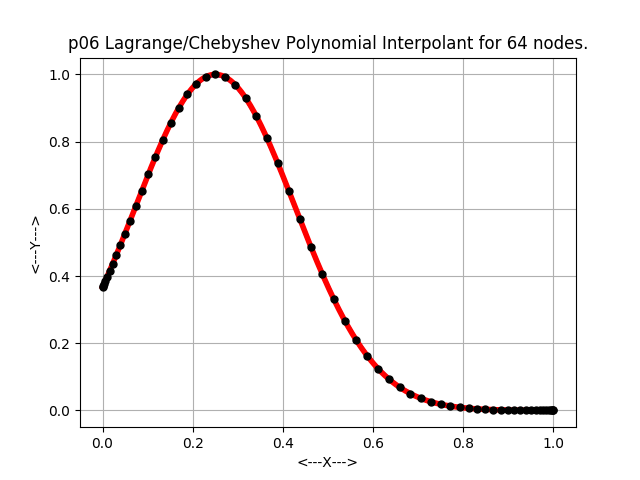 p06 Lagrange/Chebyshev Polynomial Interpolant for 64 nodes.
1.0
0.8
0.6
0.4
0.2
0.0
<---Y--->
0.0 0.2 0.4 0.6 0.8 1.0
<---X--->